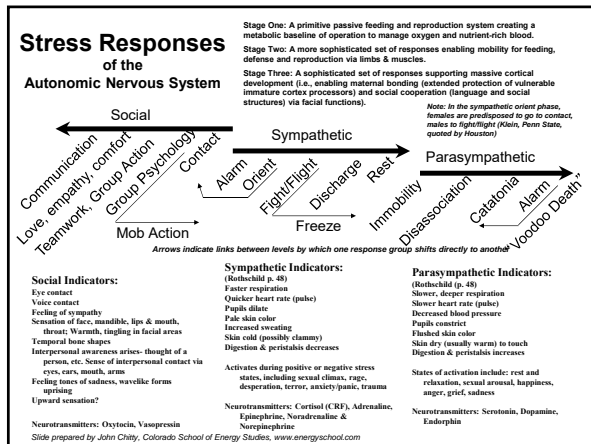 Stress Responses
of the
Autonomic Nervous System
Stage One: A primitive passive feeding and reproduction system creating a
metabolic baseline of operation to manage oxygen and nutrient-rich blood.
Stage Two: A more sophisticated set of responses enabling mobility for feeding,
defense and reproduction via limbs & muscles.
Stage Three: A sophisticated set of responses supporting massive cortical
development (i.e., enabling maternal bonding (extended protection of vulnerable
immature cortex processors) and social cooperation (language and social
structures) via facial functions).
Note: In the sympathetic orient phase,
females are predisposed to go to contact,
males to fight/flight (Klein, Penn State,
quoted by Houston)
Social
Communication
Love, empathy, comfort
Teamwork, Group Action
Group Psychology
Contact
Mob Action
Sympathetic
Alarm
Orient
Fight/Flight
Discharge
Rest
Freeze
Parasympathetic
Immobility
Disassociation
Catatonia
Alarm
"Voodoo Death"
Arrows indicate links between levels by which one response group shifts directly to another
Social Indicators:
Eye contact
Voice contact
Feeling of sympathy
Sensation of face, mandible, lips & mouth,
throat; Warmth, tingling in facial areas
Temporal bone shapes
Interpersonal awareness arises- thought of a
person, etc. Sense of interpersonal contact via
eyes, ears, mouth, arms
Feeling tones of sadness, wavelike forms
uprising
Upward sensation?
Neurotransmitters: Oxytocin, Vasopressin
Sympathetic Indicators:
(Rothschild p. 48)
Faster respiration
Quicker heart rate (pulse)
Pupils dilate
Pale skin color
Increased sweating
Skin cold (possibly clammy)
Digestion & peristalsis decreases
Activates during positive or negative stress
states, including sexual climax, rage,
desperation, terror, anxiety/panic, trauma
Neurotransmitters: Cortisol (CRF), Adrenaline,
Epinephrine, Noradrenaline &
Norepinephrine
Parasympathetic Indicators:
(Rothschild (p. 48)
Slower, deeper respiration
Slower heart rate (pulse)
Decreased blood pressure
Pupils constrict
Flushed skin color
Skin dry (usually warm) to touch
Digestion & peristalsis increases
States of activation include: rest and
relaxation, sexual arousal, happiness,
anger, grief, sadness
Neurotransmitters: Serotonin, Dopamine,
Endorphin
Slide prepared by John Chitty, Colorado School of Energy Studies, www.energyschool.com